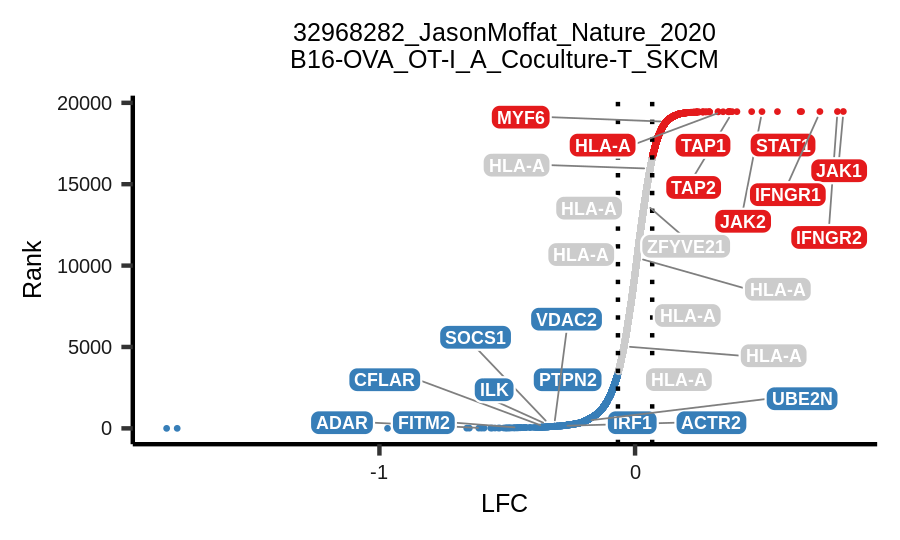 32968282_JasonMoffat_Nature_2020
B16-OVA_OT-I_A_Coculture-T_SKCM
Rank
20000
15000
10000
5000
0
MYF6
HLA-A
TAP1
STAT1
HLA-A
JAK1
TAP2
IFNGR1
HLA-A
JAK2
IFNGR2
ZFYVE21
HLA-A
HLA-A
VDAC2
HLA-A
SOCS1
HLA-A
CFLAR
ILK
PTPN2
HLA-A
UBE2N
ADAR
FITM2
IRF1
ACTR2
-1
0
LFC